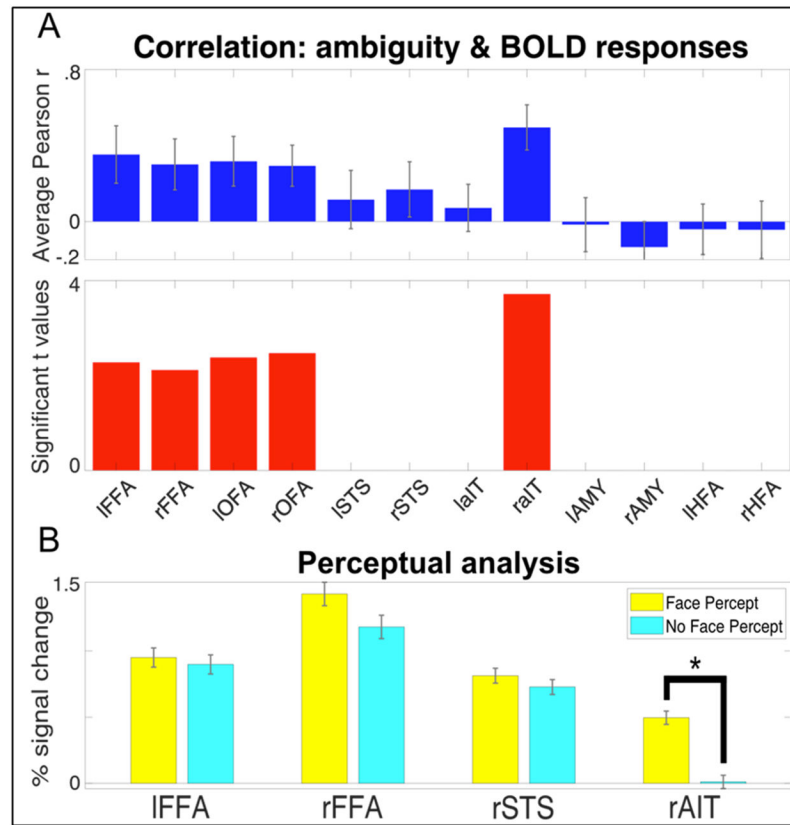 A
Correlation: ambiguity & BOLD responses
Average Pearson r
.8
0
-.2
Significant t values
4
0
lFFA rFFA lOFA rOFA lSTS rSTS laIT raIT lAMY rAMY lHFA rHFA
B
Perceptual analysis
% signal change
1.5
0
Face Percept
No Face Percept
*
lFFA rFFA rSTS rAIT